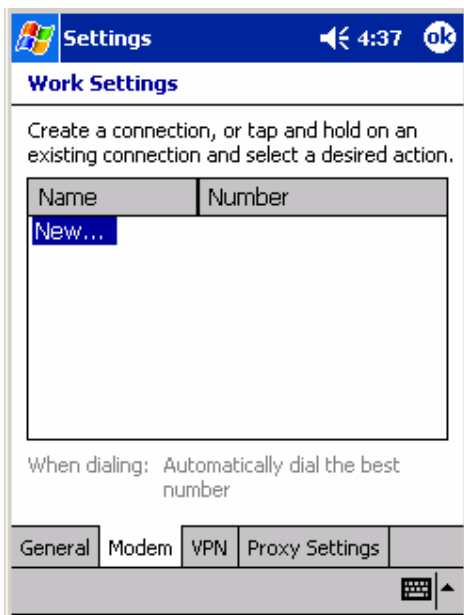 Settings 4:37 ok
Work Settings
Create a connection, or tap and hold on an
existing connection and select a desired action.
Name Number
New...
When dialing: Automatically dial the best
number
General Modem VPN Proxy Settings